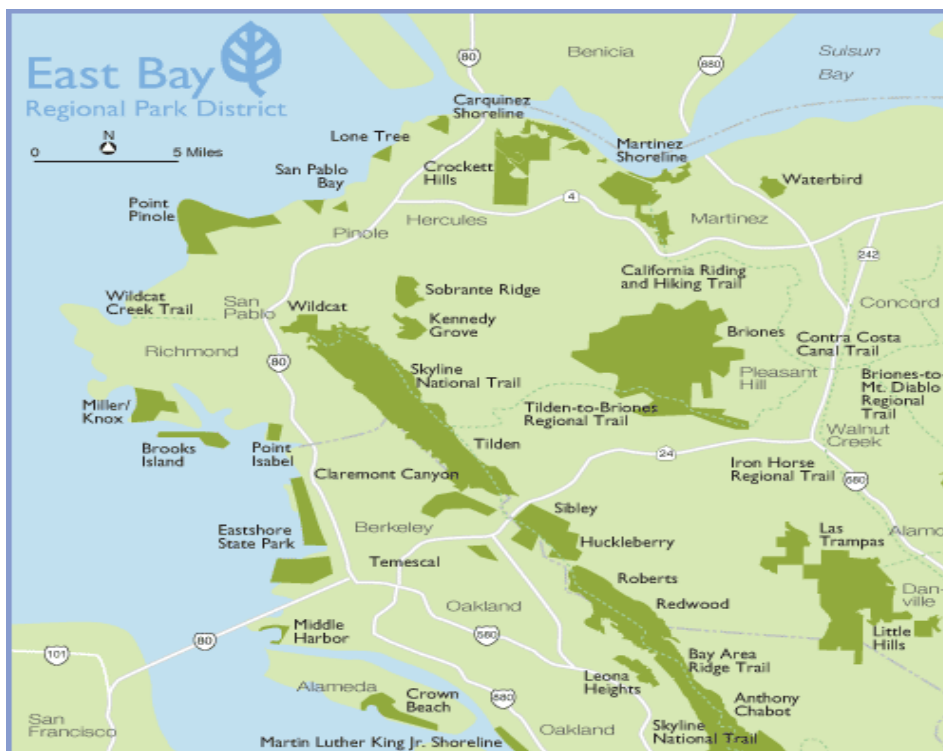 East Bay
Regional Park District
N
0 5 Miles
80
Benicia
680
Suisun
Bay
Carquinez
Shoreline
Lone Tree
San Pablo
Bay
Crockett
Hills
Martinez
Shoreline
Waterbird
Point
Pinole
Pinole
Hercules
4
Martinez
242
California Riding
and Hiking Trail
Concord
Wildcat
Creek Trail
San
Pablo
Wildcat
Sobrante Ridge
Kennedy
Grove
Richmond
80
Briones
Contra Costa
Canal Trail
Skyline
National Trail
Pleasant
Hill
Briones-to-
Mt. Diablo
Regional
Trail
Miller/
Knox
Brooks
Island
Point
Isabel
Tilden-to-Briones
Regional Trail
Tilden
Walnut
Creek
24
Claremont Canyon
Iron Horse
Regional Trail
680
Eastshore
State Park
Berkeley
Sibley
Huckleberry
Las
Trampas
Alamo
Temescal
Roberts
Oakland
Redwood
Dan-
ville
Middle
Harbor
580
Little
Hills
80
101
Bay Area
Ridge Trail
Leona
Heights
Alameda
Crown
Beach
880
Anthony
Chabot
San
Francisco
Oakland
Skyline
National Trail
Martin Luther King Jr. Shoreline